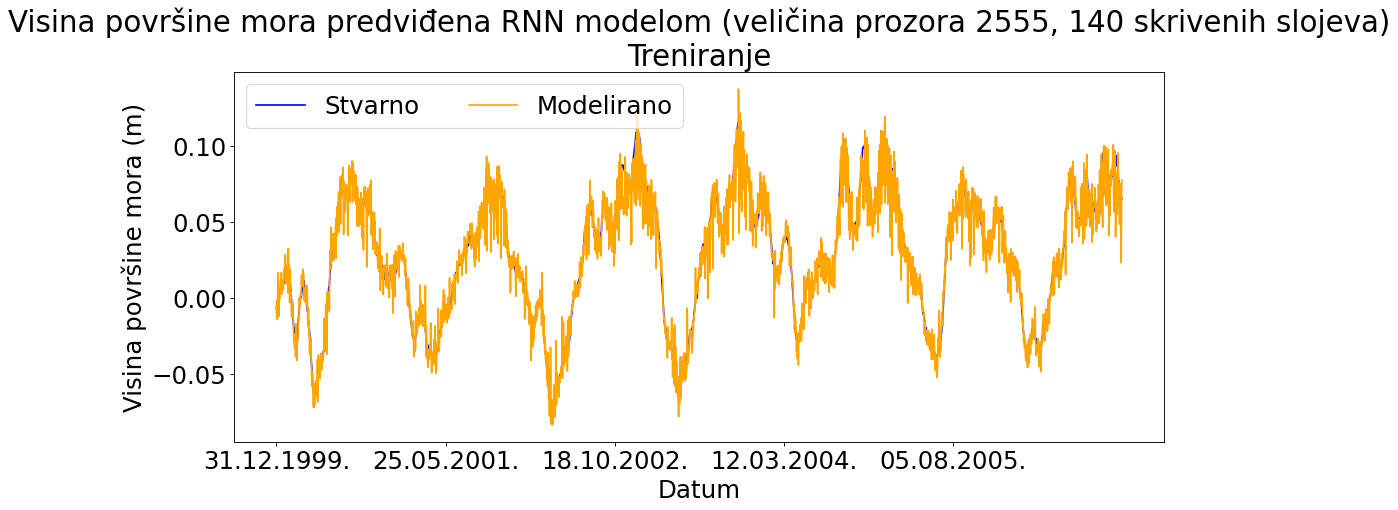 Visina površine mora predviđena RNN modelom (veličina prozora 2555, 140 skrivenih slojeva)
Treniranje
Stvarno Modelirano
Visina površine mora (m)
0.10
0.05
0.00
−0.05
31.12.1999. 25.05.2001. 18.10.2002. 12.03.2004. 05.08.2005.
Datum